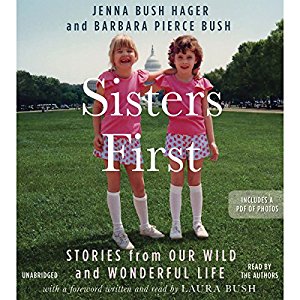 JENNA BUSH HAGER
and BARBARA PIERCE BUSH
Sisters
First
INCLUDES A
PDF OF PHOTOS
STORIES from OUR WILD
UNABRIDGED
and WONDERFUL LIFE
READ BY
THE AUTHORS
with a foreword written and read by LAURA BUSH